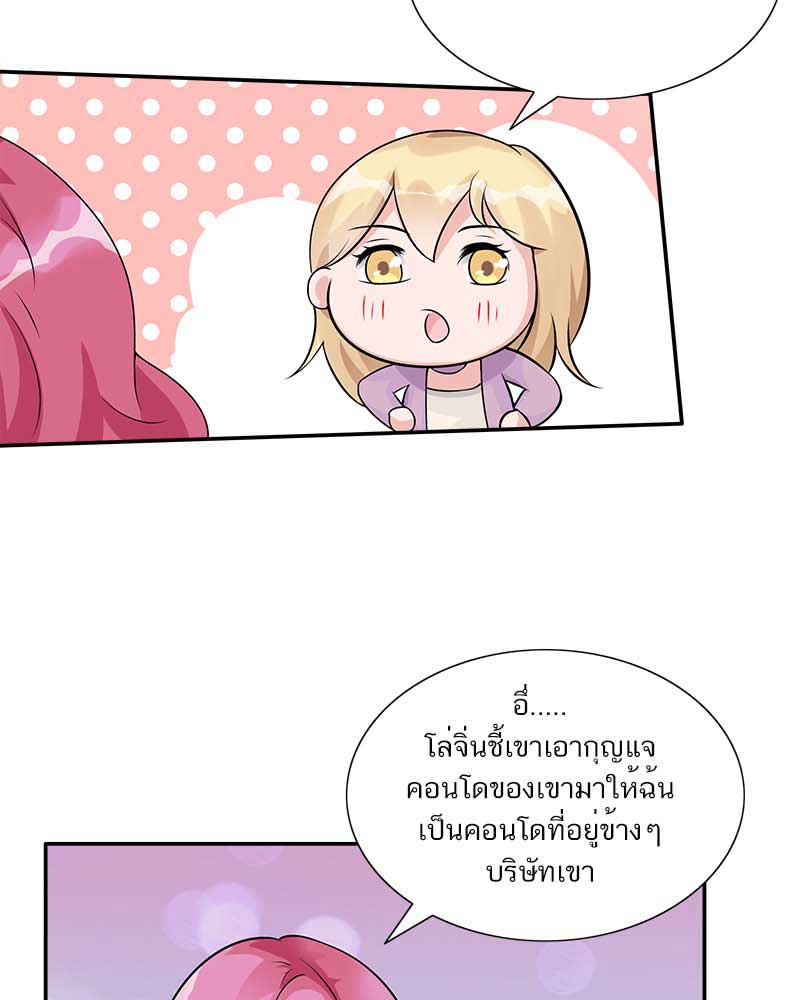 อึ่.....
โล่จิ่นชี้เขาเอากุญแจ
คอนโดของเขามาให้ฉ้น
เป็นคอนโดที่อยู่ข้างๆ
บริษัทเขา